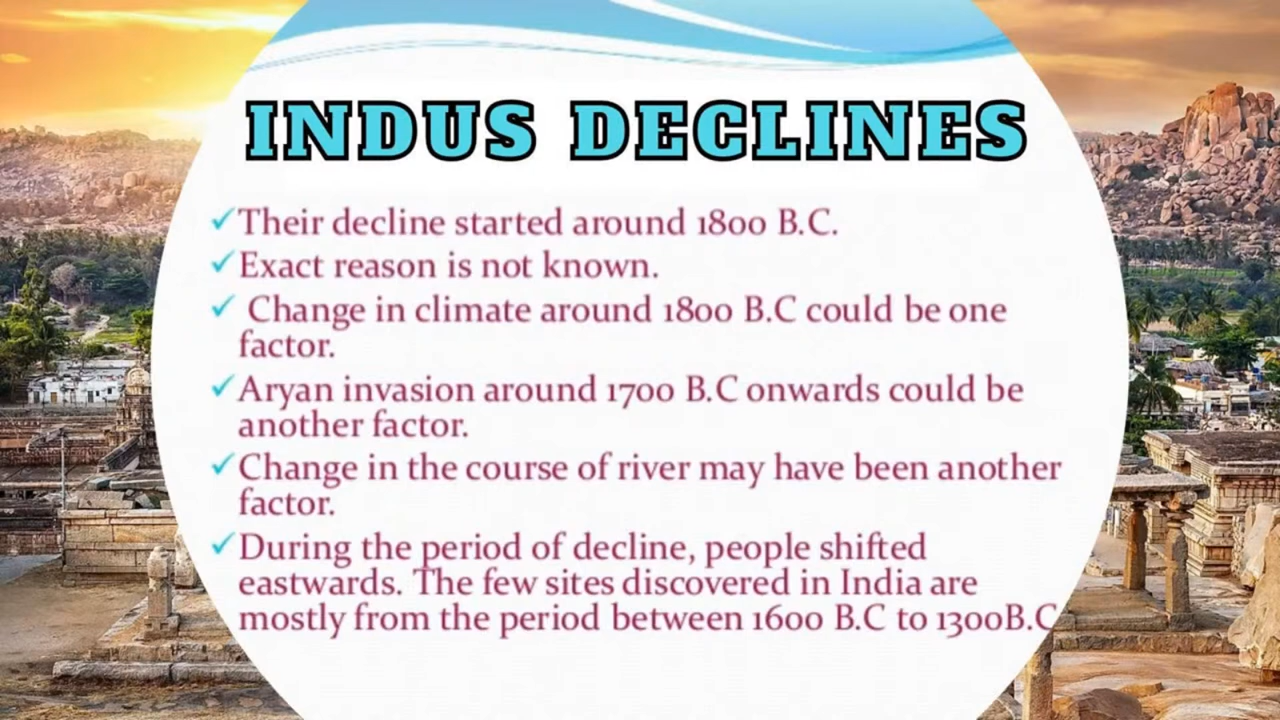 INDUS DECLINES
✓Their decline started around 1800 B.C.
✓Exact reason is not known.
✓ Change in climate around 1800 B.C could be one
factor.
✓Aryan invasion around 1700 B.C onwards could be
another factor.
✓Change in the course of river may have been another
factor.
✓During the period of decline, people shifted
eastwards. The few sites discovered in India are
mostly from the period between 1600 B.C to 1300B.C